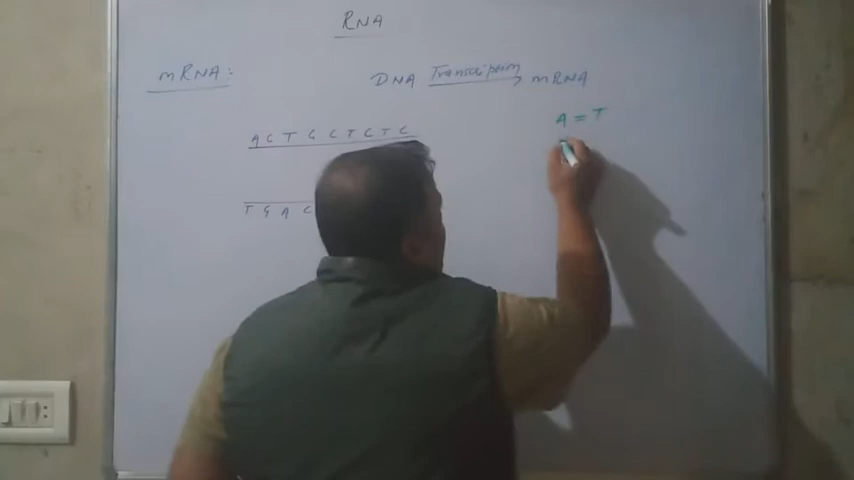 RNA
mRNA:
DNA Transcription mRNA
A = T
A C T G C T C T C
T G A C